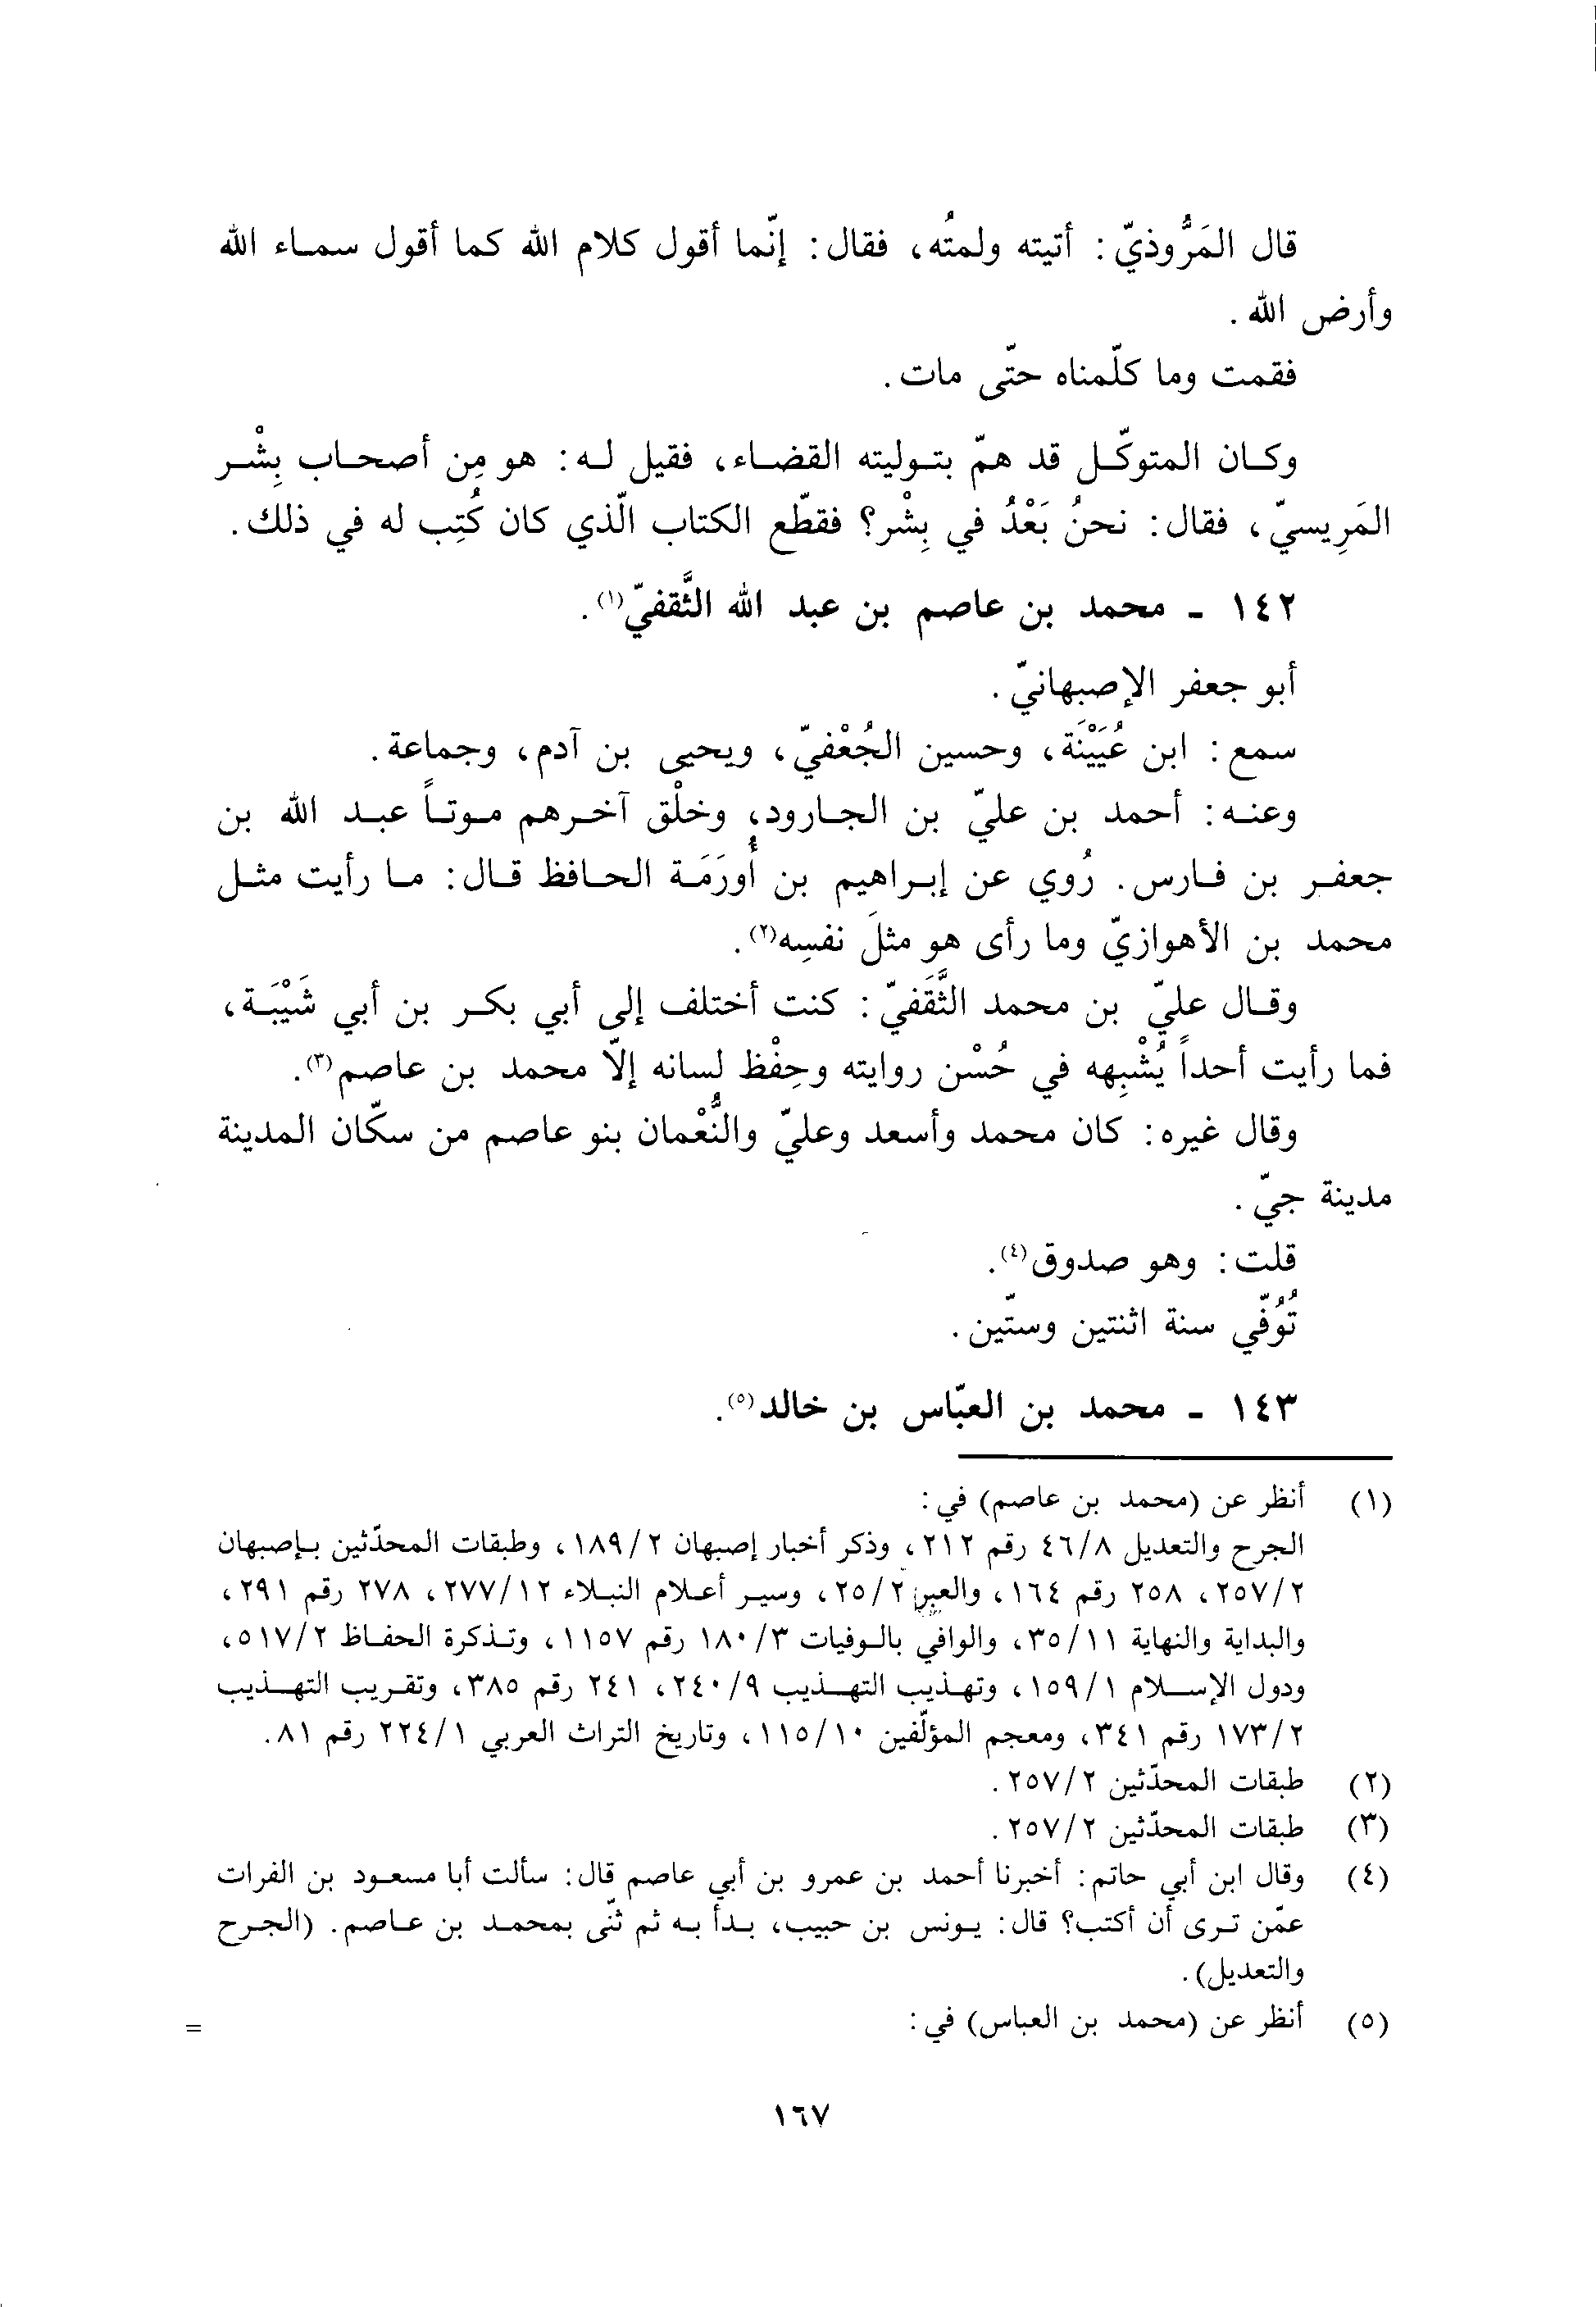 قال المَرُّوذيّ: أتيته ولمتُه، فقال: إنّما أقول كلام الله كما أقول سماء الله
وأرض الله.
فقمت وما كلّمناه حتّى مات.
وكان المتوكّل قد همّ بتوليته القضاء، فقيل له: هو مِن أصحاب بِشْر
المَرِيسيّ، فقال: نحنُ بَعْدُ في بِشْر؟ فقطّع الكتاب الّذي كان كُتِب له في ذلك.
١٤٢ - محمد بن عاصم بن عبد الله الثَّقفيّ(١).
أبو جعفر الإصبهانيّ.
سمع: ابن عُيَيْنَة، وحسين الجُعْفيّ، ويحيى بن آدم، وجماعة.
وعنه: أحمد بن عليّ بن الجارود، وخلْق آخرهم موتاً عبد الله بن
جعفر بن فارس. رُوي عن إبراهيم بن أُورَمَة الحافظ قال: ما رأيت مثل
محمد بن الأهوازيّ وما رأى هو مثلَ نفسِه(٢).
وقال عليّ بن محمد الثَّقَفيّ: كنت أختلف إلى أبي بكر بن أبي شَيْبَة،
فما رأيت أحداً يُشْبِهه في حُسْن روايته وحِفْظ لسانه إلاّ محمد بن عاصم(٣).
وقال غيره: كان محمد وأسعد وعليّ والنُّعْمان بنو عاصم من سكّان المدينة
مدينة جيّ.
قلت: وهو صدوق(٤).
تُوُفّي سنة اثنتين وستّين.
١٤٣ - محمد بن العبّاس بن خالد(٥).
(١) أنظر عن (محمد بن عاصم) في:
الجرح والتعديل ٤٦/٨ رقم ٢١٢، وذكر أخبار إصبهان ١٨٩/٢، وطبقات المحدّثين بإصبهان
٢٥٧/٢، ٢٥٨ رقم ١٦٤، والعبر ٢٥/٢، وسير أعلام النبلاء ٢٧٧/١٢، ٢٧٨ رقم ٢٩١،
والبداية والنهاية ٣٥/١١، والوافي بالوفيات ١٨٠/٣ رقم ١١٥٧، وتذكرة الحفاظ ٥١٧/٢،
ودول الإسلام ١٥٩/١، وتهذيب التهذيب ٢٤٠/٩، ٢٤١ رقم ٣٨٥، وتقريب التهذيب
١٧٣/٢ رقم ٣٤١، ومعجم المؤلّفين ١١٥/١٠، وتاريخ التراث العربي ٢٢٤/١ رقم ٨١.
(٢) طبقات المحدّثين ٢٥٧/٢.
(٣) طبقات المحدّثين ٢٥٧/٢.
(٤) وقال ابن أبي حاتم: أخبرنا أحمد بن عمرو بن أبي عاصم قال: سألت أبا مسعود بن الفرات
عمّن ترى أن أكتب؟ قال: يونس بن حبيب، بدأ به ثم ثنّى بمحمد بن عاصم. (الجرح
والتعديل).
(٥) أنظر عن (محمد بن العباس) في:
=
١٦٧